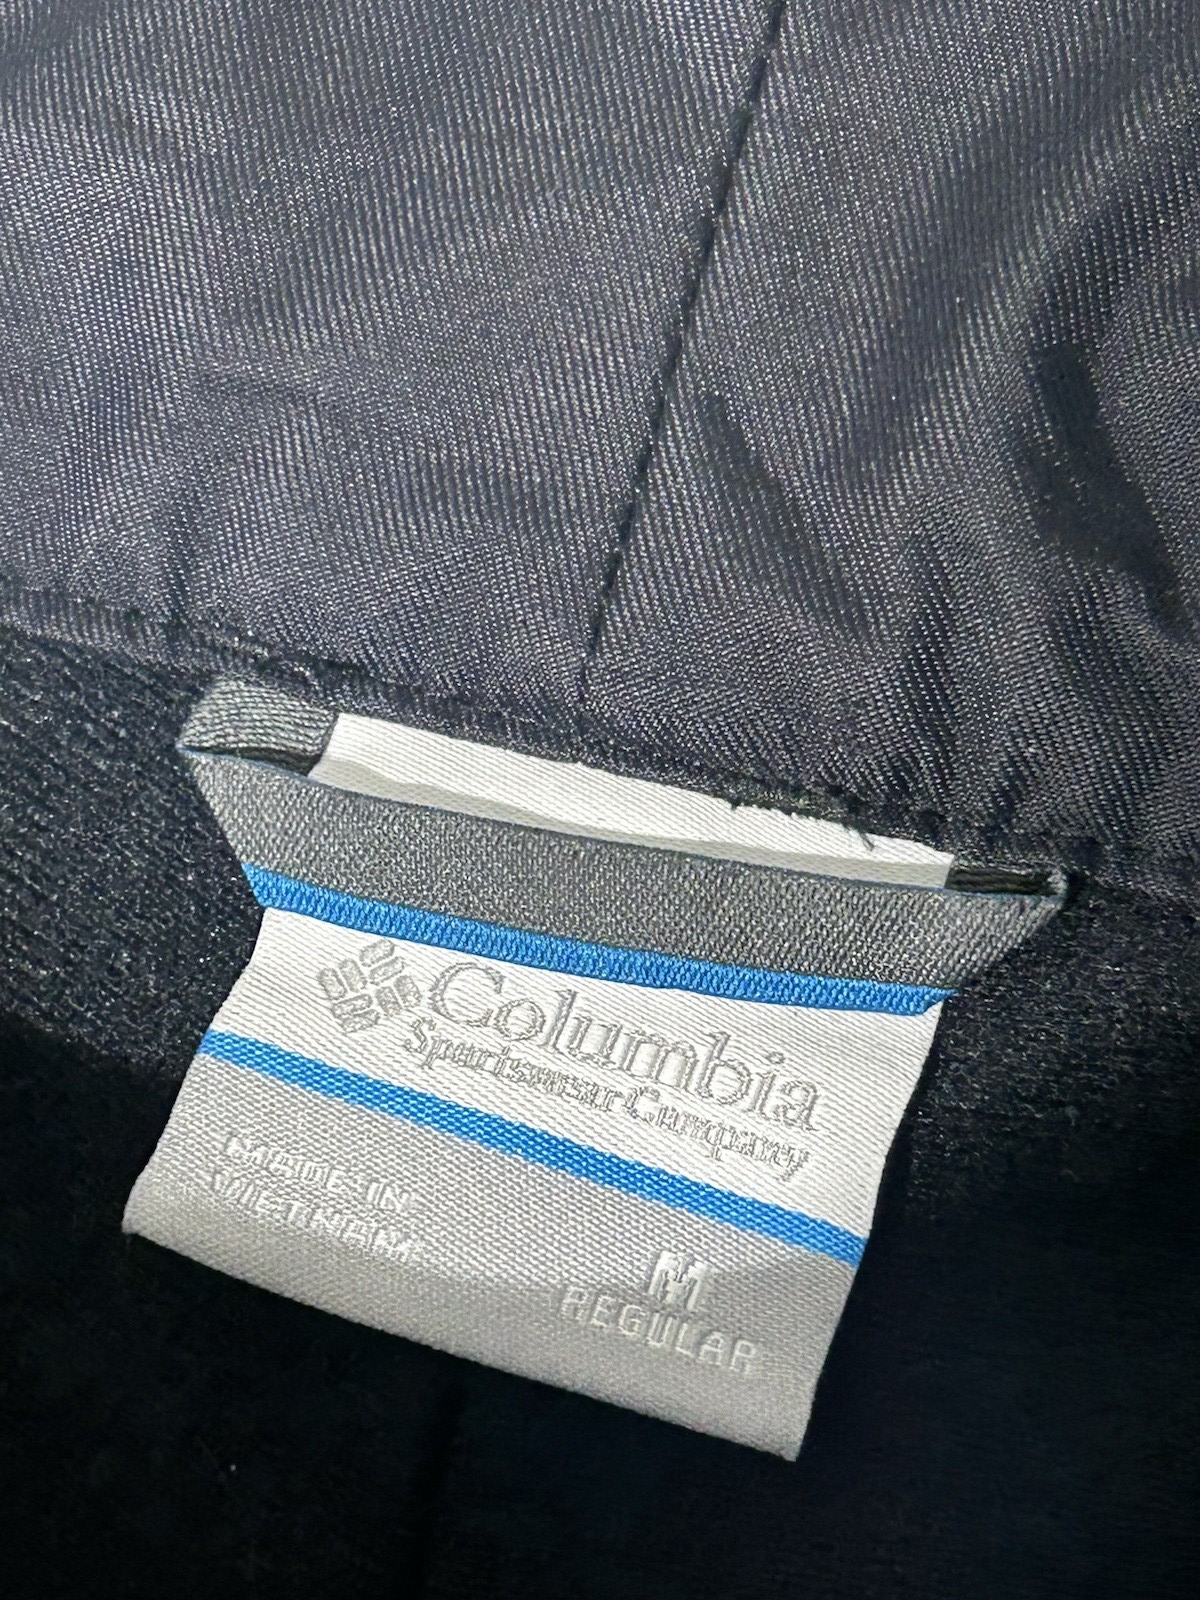 Columbia
Sportswear Company
MADE IN
VIETNAM
M
REGULAR